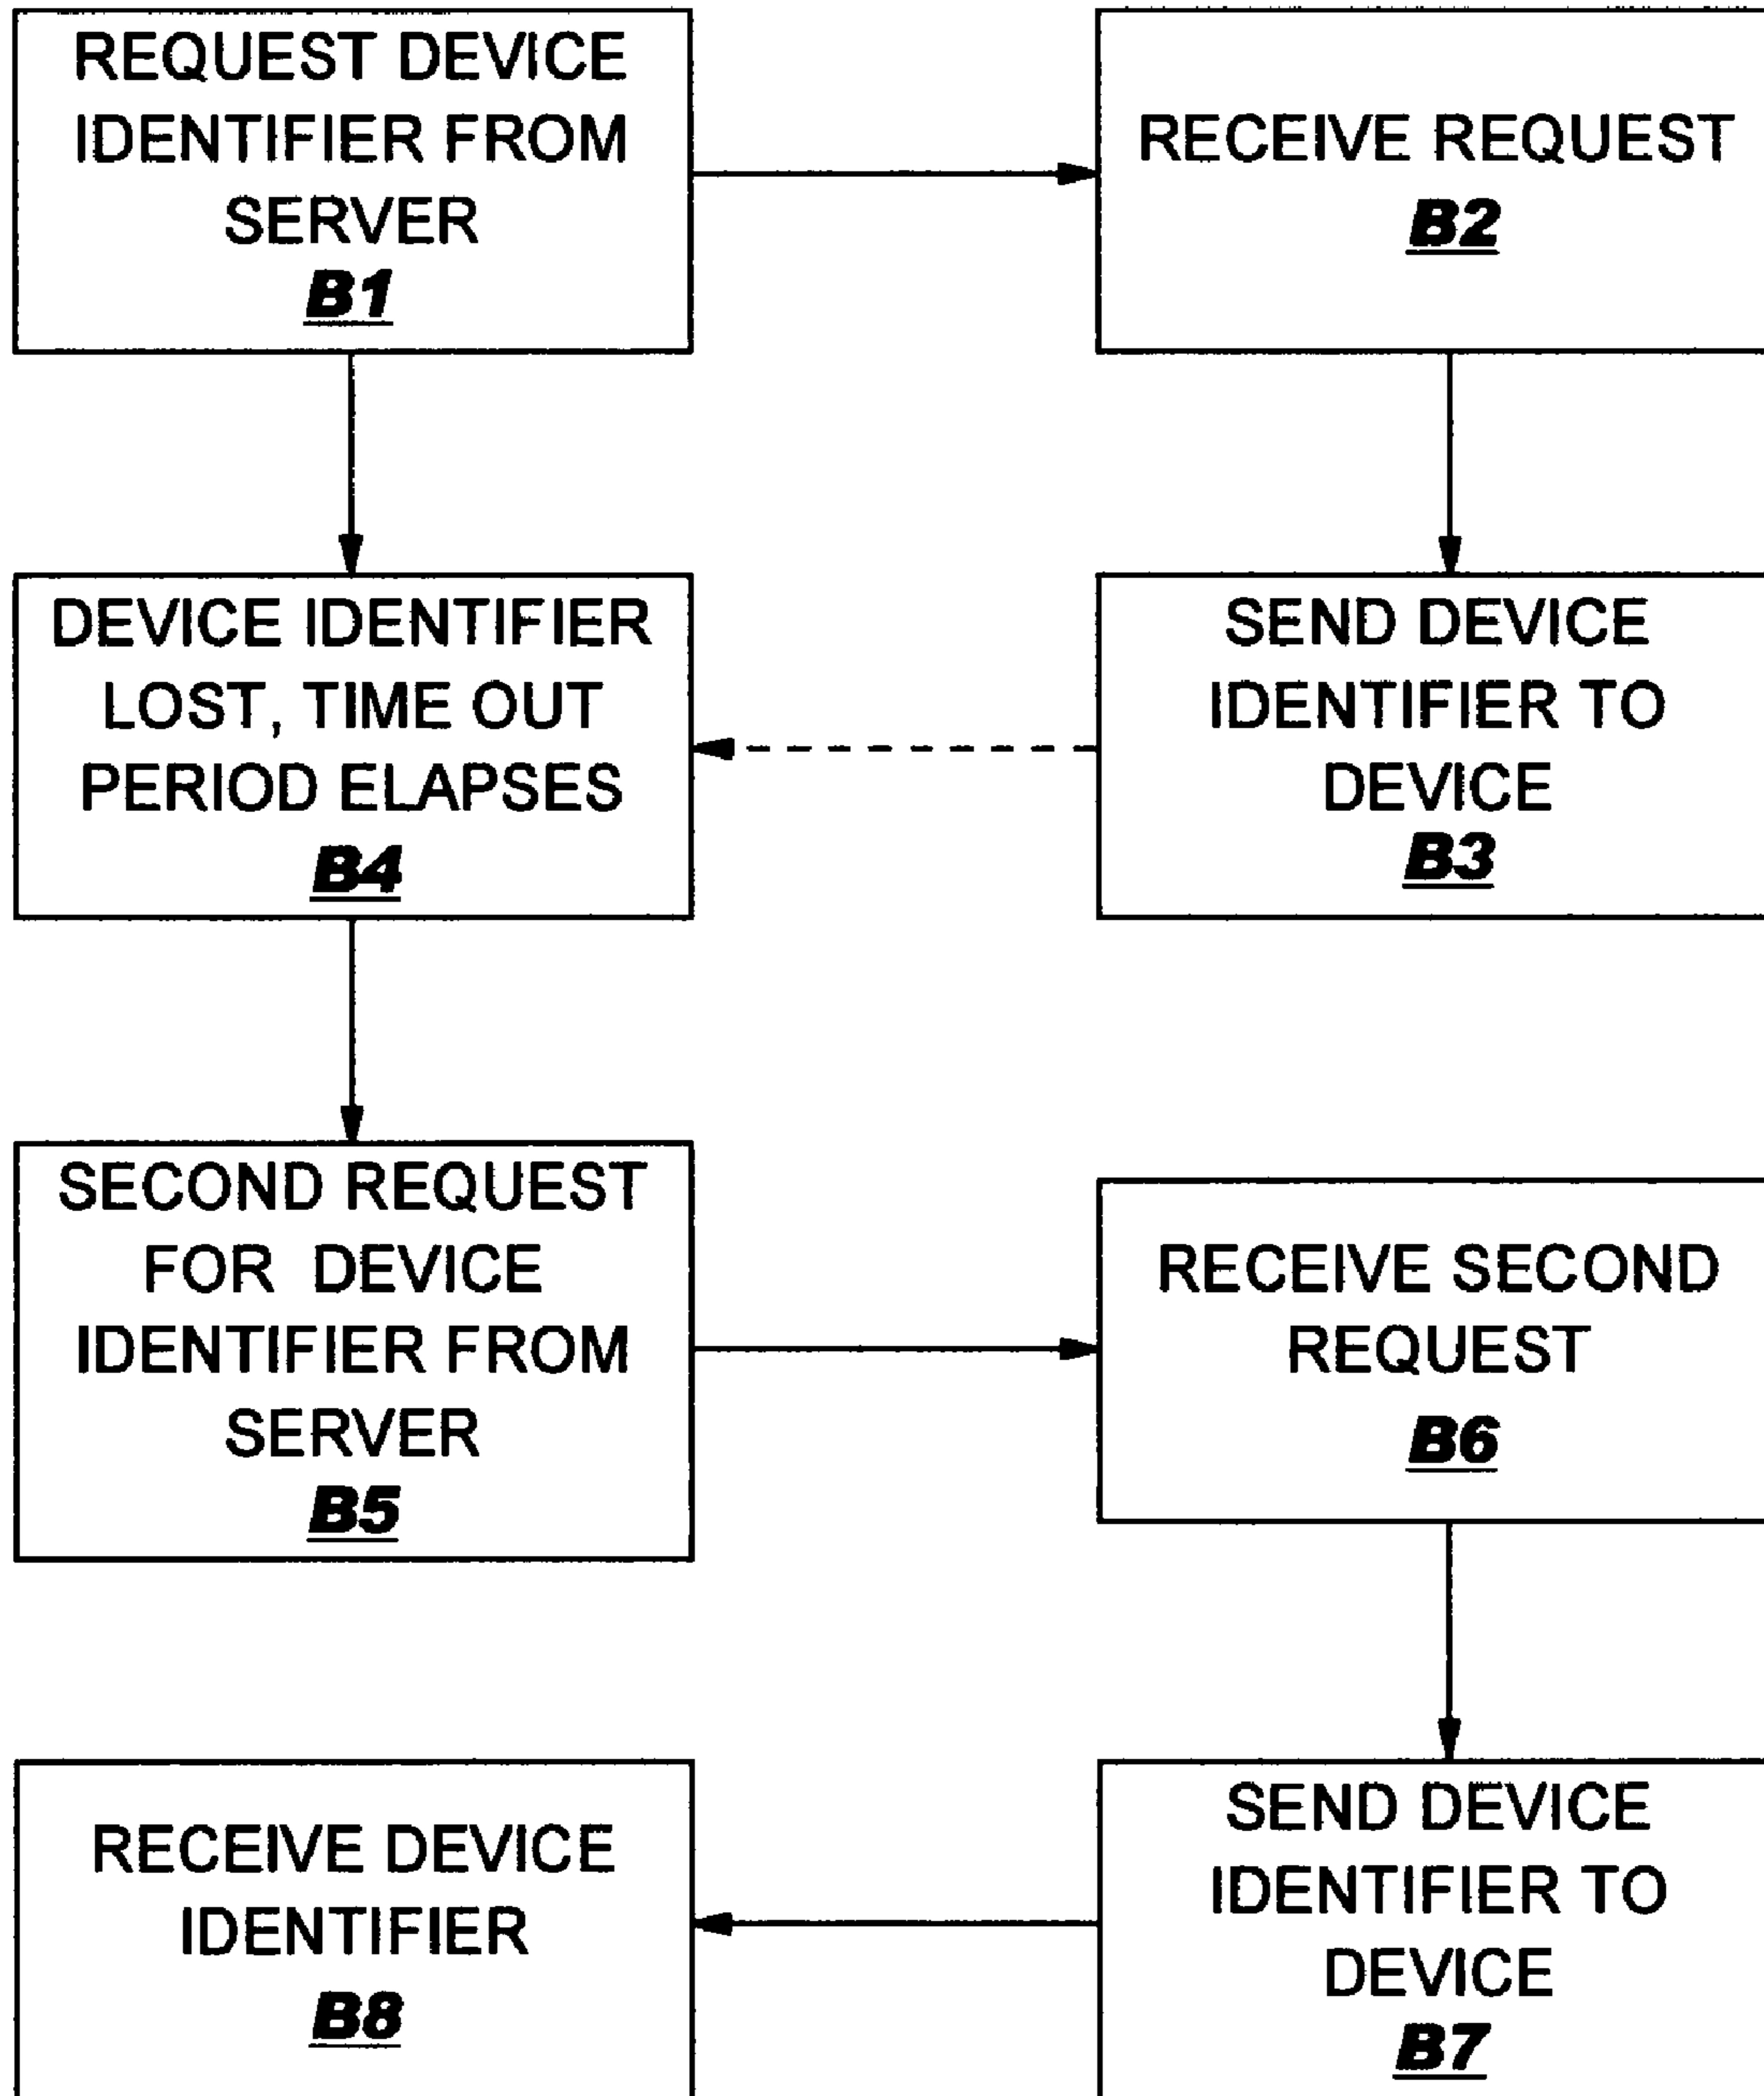 REQUEST DEVICE
IDENTIFIER FROM
SERVER
B1
RECEIVE REQUEST
B2
DEVICE IDENTIFIER
LOST, TIME OUT
PERIOD ELAPSES
B4
SEND DEVICE
IDENTIFIER TO
DEVICE
B3
SECOND REQUEST
FOR DEVICE
IDENTIFIER FROM
SERVER
B5
RECEIVE SECOND
REQUEST
B6
RECEIVE DEVICE
IDENTIFIER
B8
SEND DEVICE
IDENTIFIER TO
DEVICE
B7